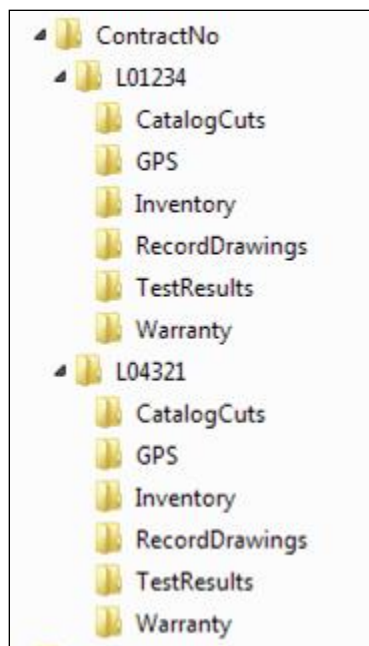 ContractNo
L01234
CatalogCuts
GPS
Inventory
RecordDrawings
TestResults
Warranty
L04321
CatalogCuts
GPS
Inventory
RecordDrawings
TestResults
Warranty